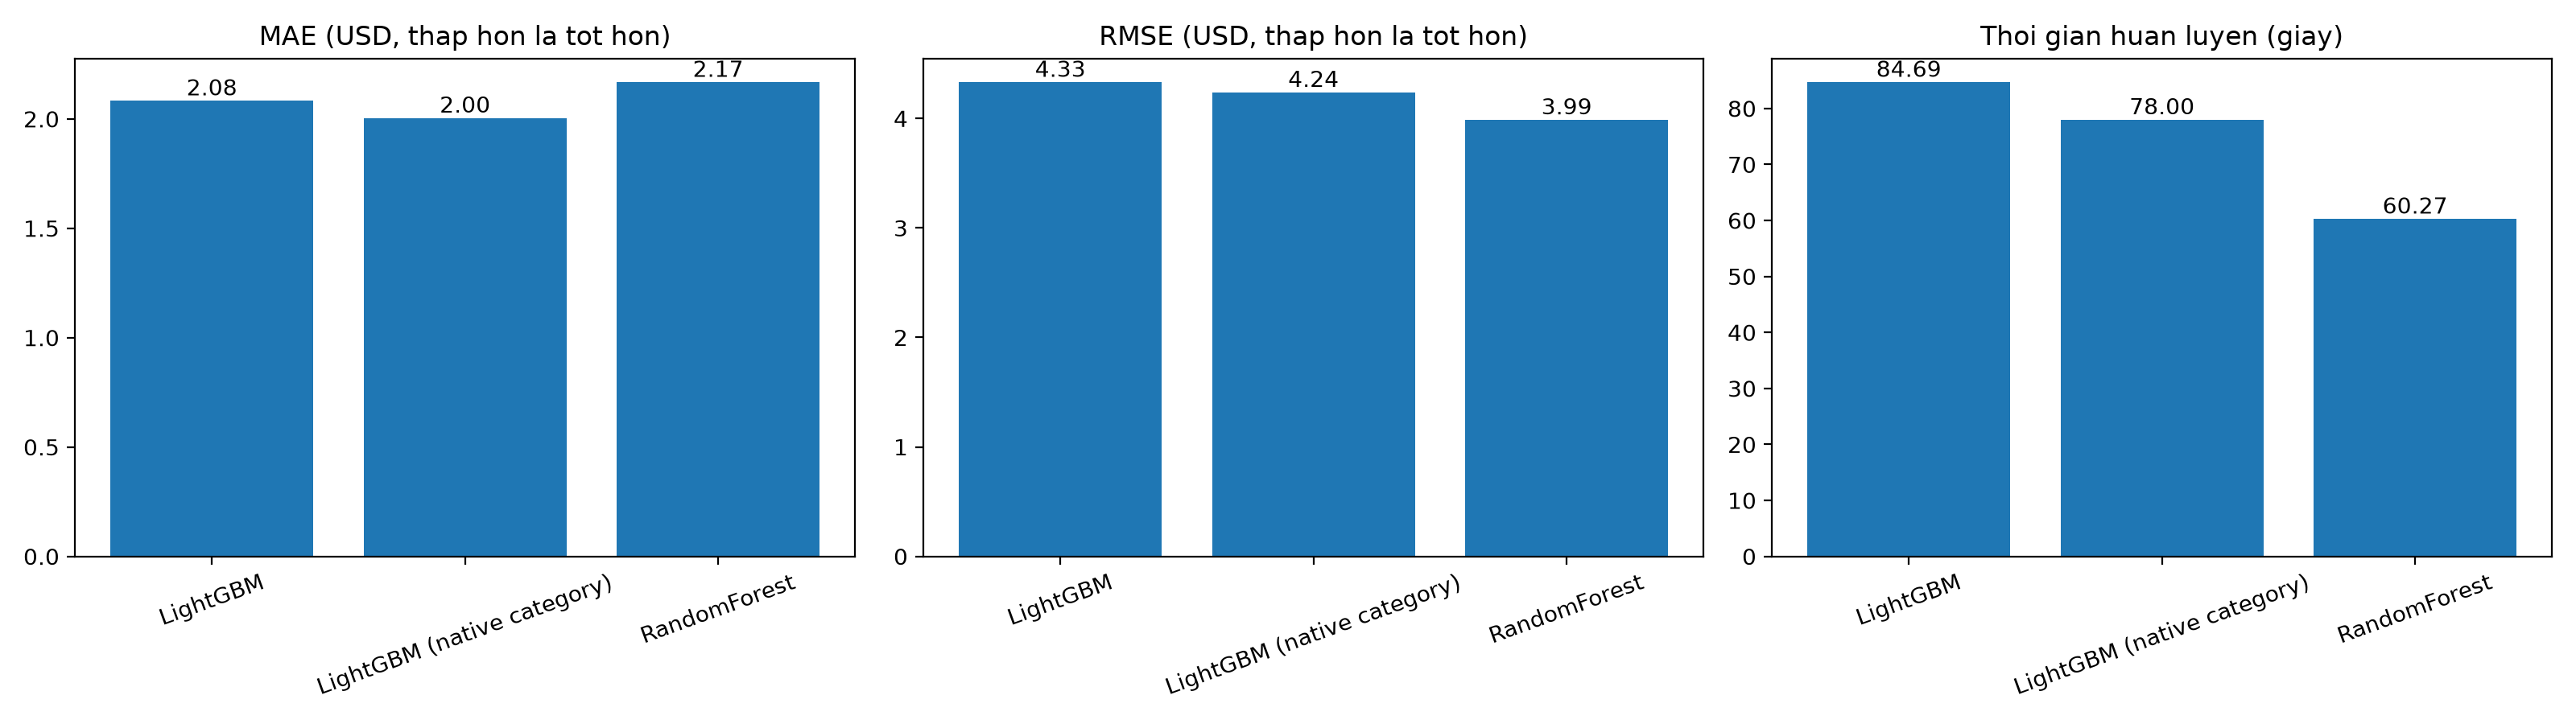 MAE (USD, thap hon la tot hon)
2.08
2.00
2.17
2.0
1.5
1.0
0.5
0.0
LightGBM
LightGBM (native category)
RandomForest
RMSE (USD, thap hon la tot hon)
4.33
4.24
3.99
4
3
2
1
0
LightGBM
LightGBM (native category)
RandomForest
Thoi gian huan luyen (giay)
84.69
78.00
60.27
80
70
60
50
40
30
20
10
0
LightGBM
LightGBM (native category)
RandomForest